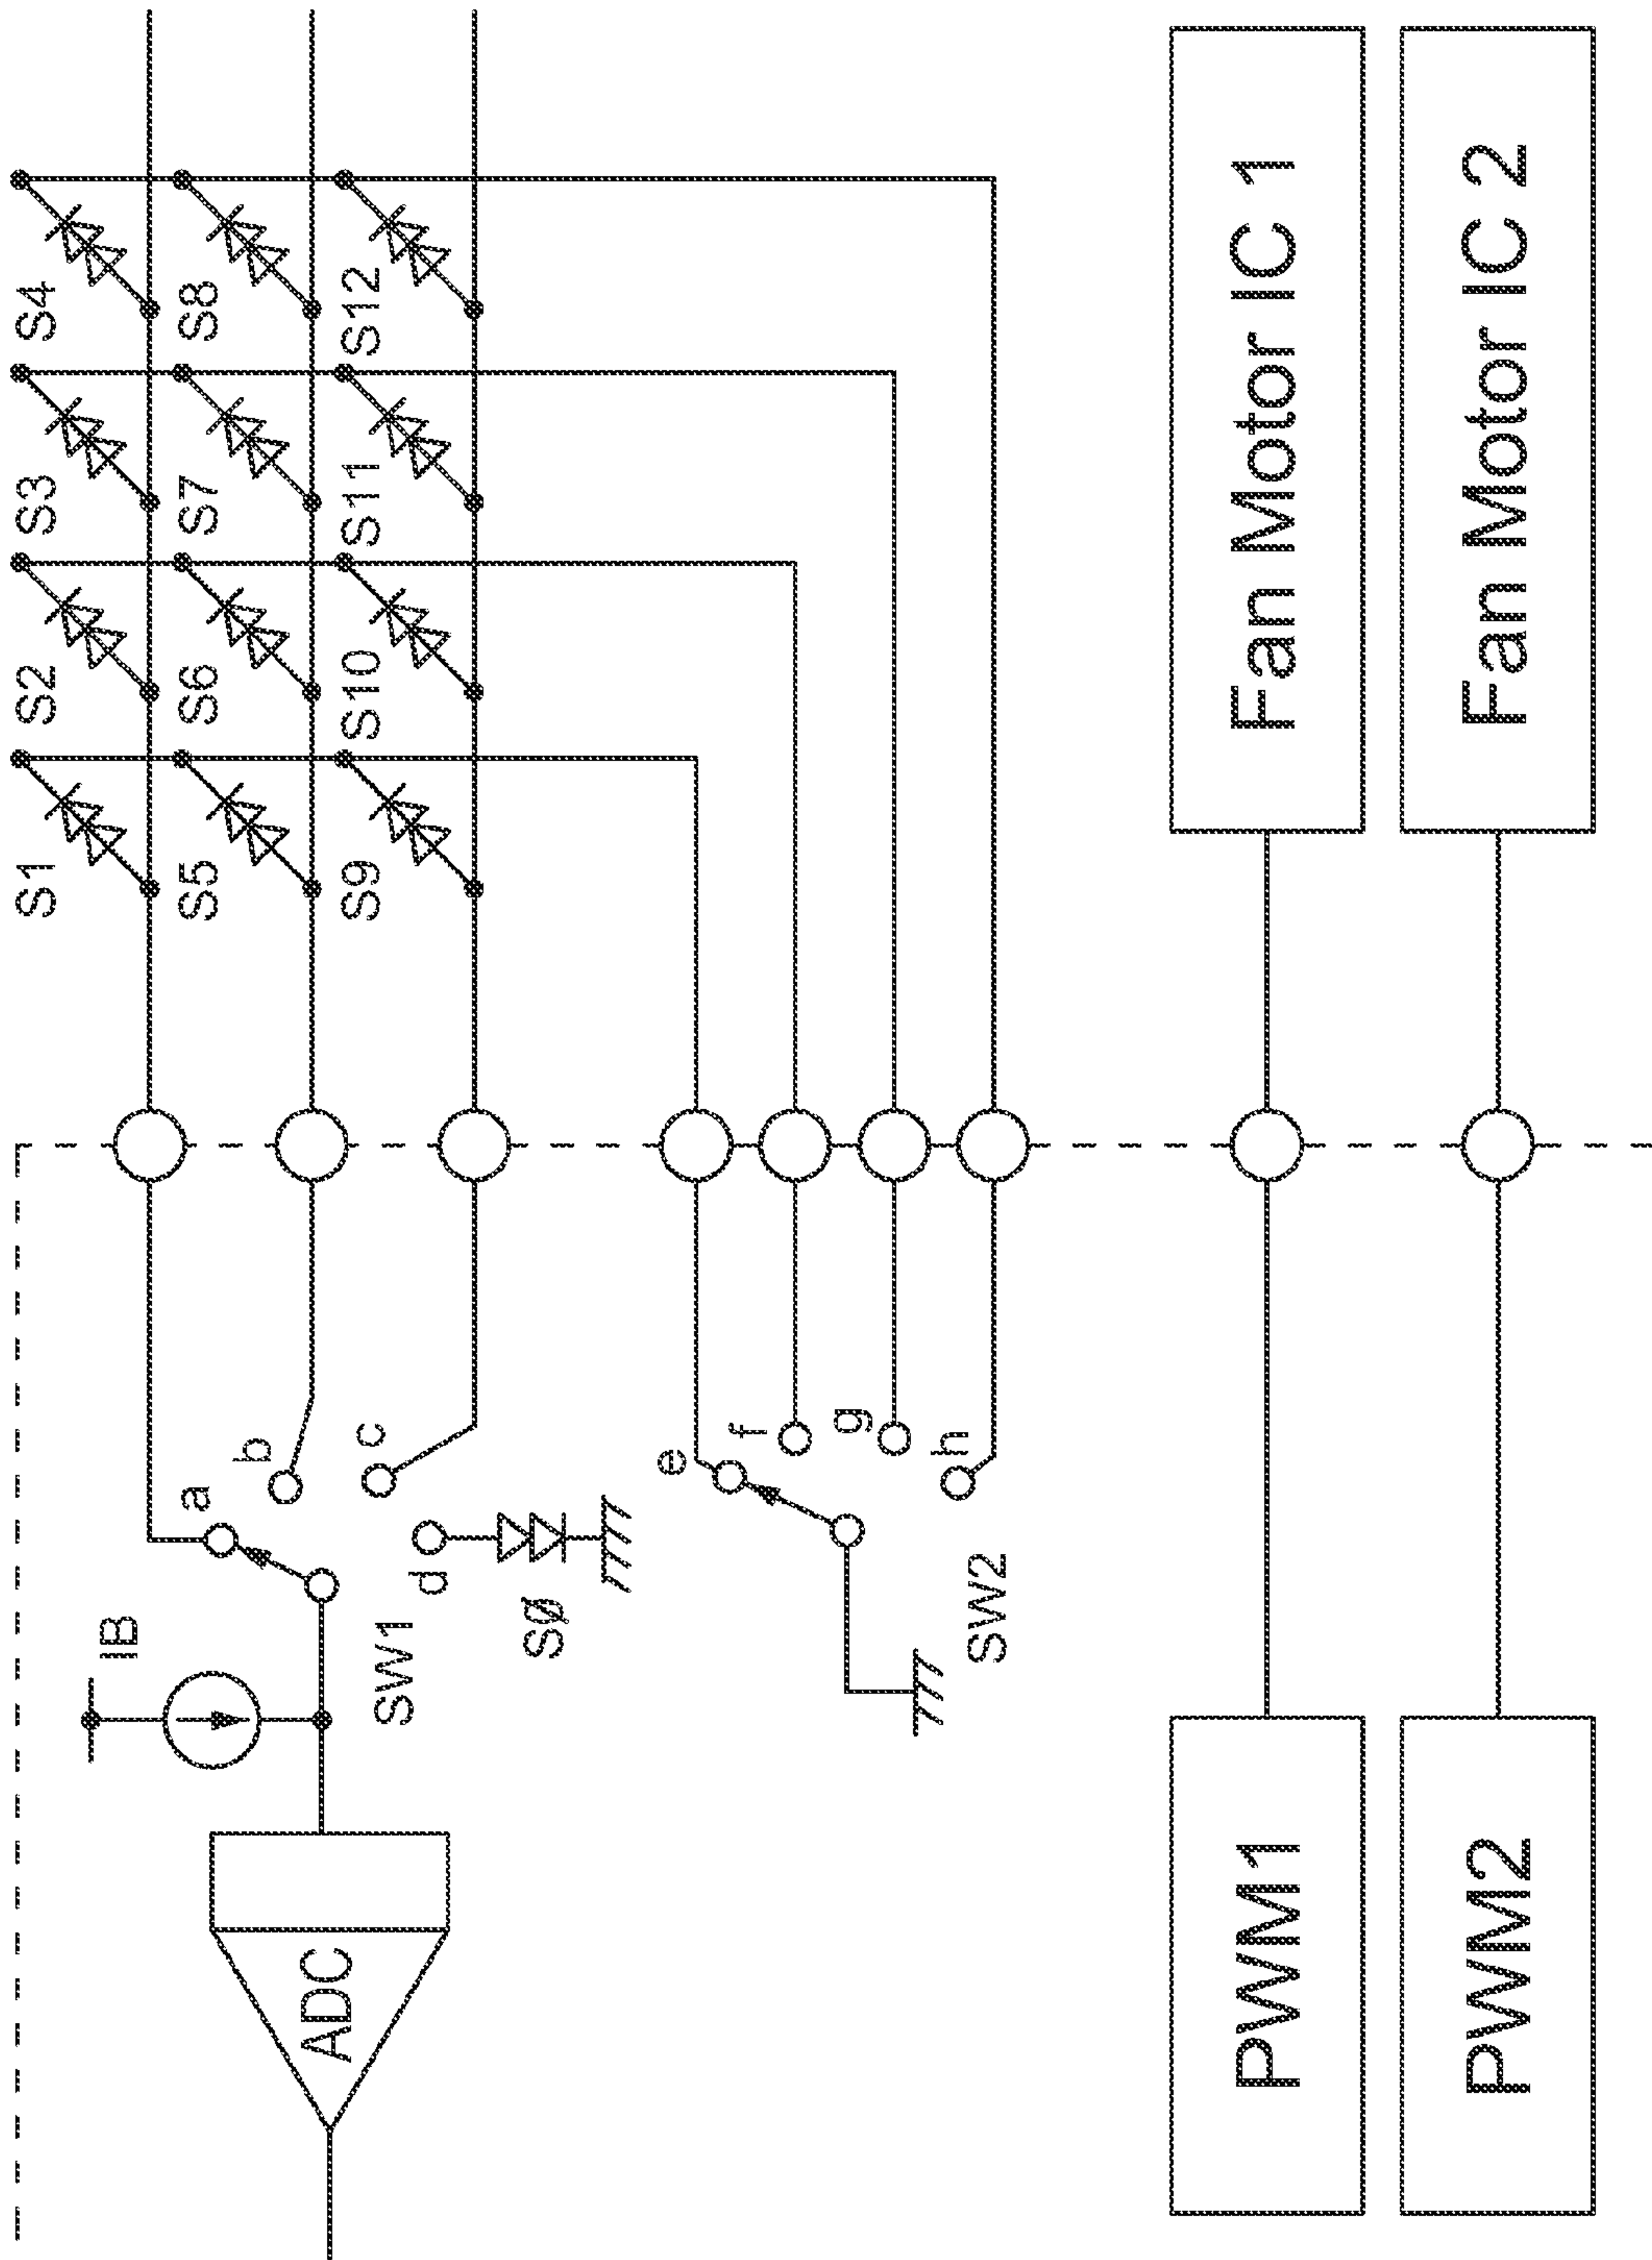 S1
S2
S3
S4
S5
S6
S7
S8
S9
S10
S11
S12
IB
a
b
c
d
SW1
SØ
ADC
e
f
g
h
SW2
PWM1
Fan Motor IC 1
PWM2
Fan Motor IC 2